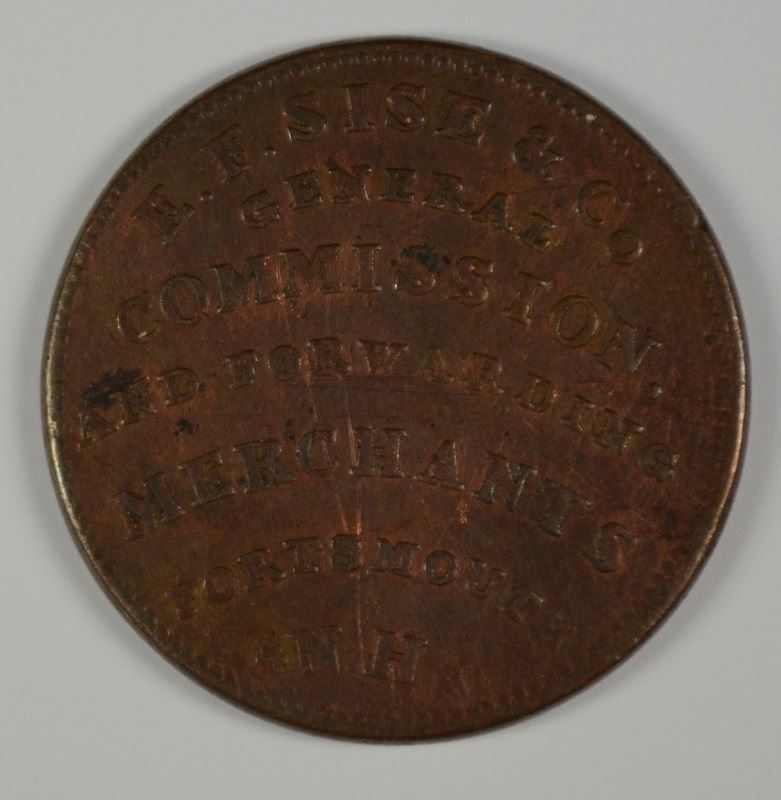 E. F. SISE & CO
GENERAL
COMMISSION.
AND FORWARDING
MERCHANTS
PORTSMOUTH
N H